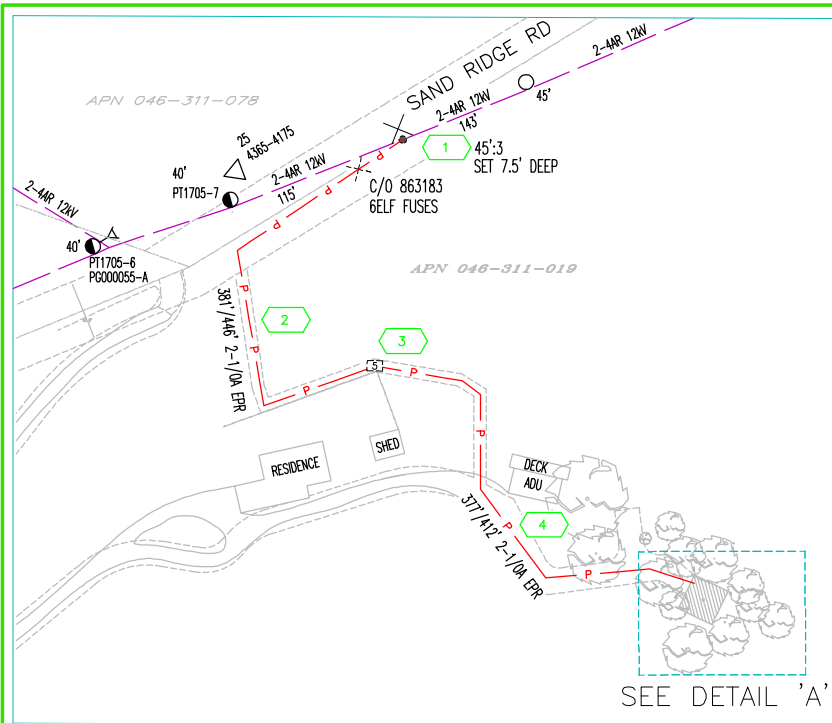 2-4AR 12kV
SAND RIDGE RD
APN 046-311-078
2-4AR 12kV
45'
143'
25
4365-4175
1
45':3
SET 7.5' DEEP
40'
2-4AR 12kV
PT1705-7
115'
C/O 863183
6ELF FUSES
2-4AR 12kV
P
P
40'
PT1705-6
PG000055-A
APN 046-311-019
P
381'/446' 2-1/0A EPR
2
3
P
5
P
P
P
SHED
RESIDENCE
DECK
ADU
377'/412' 2-1/0A EPR
P
4
P
SEE DETAIL 'A'